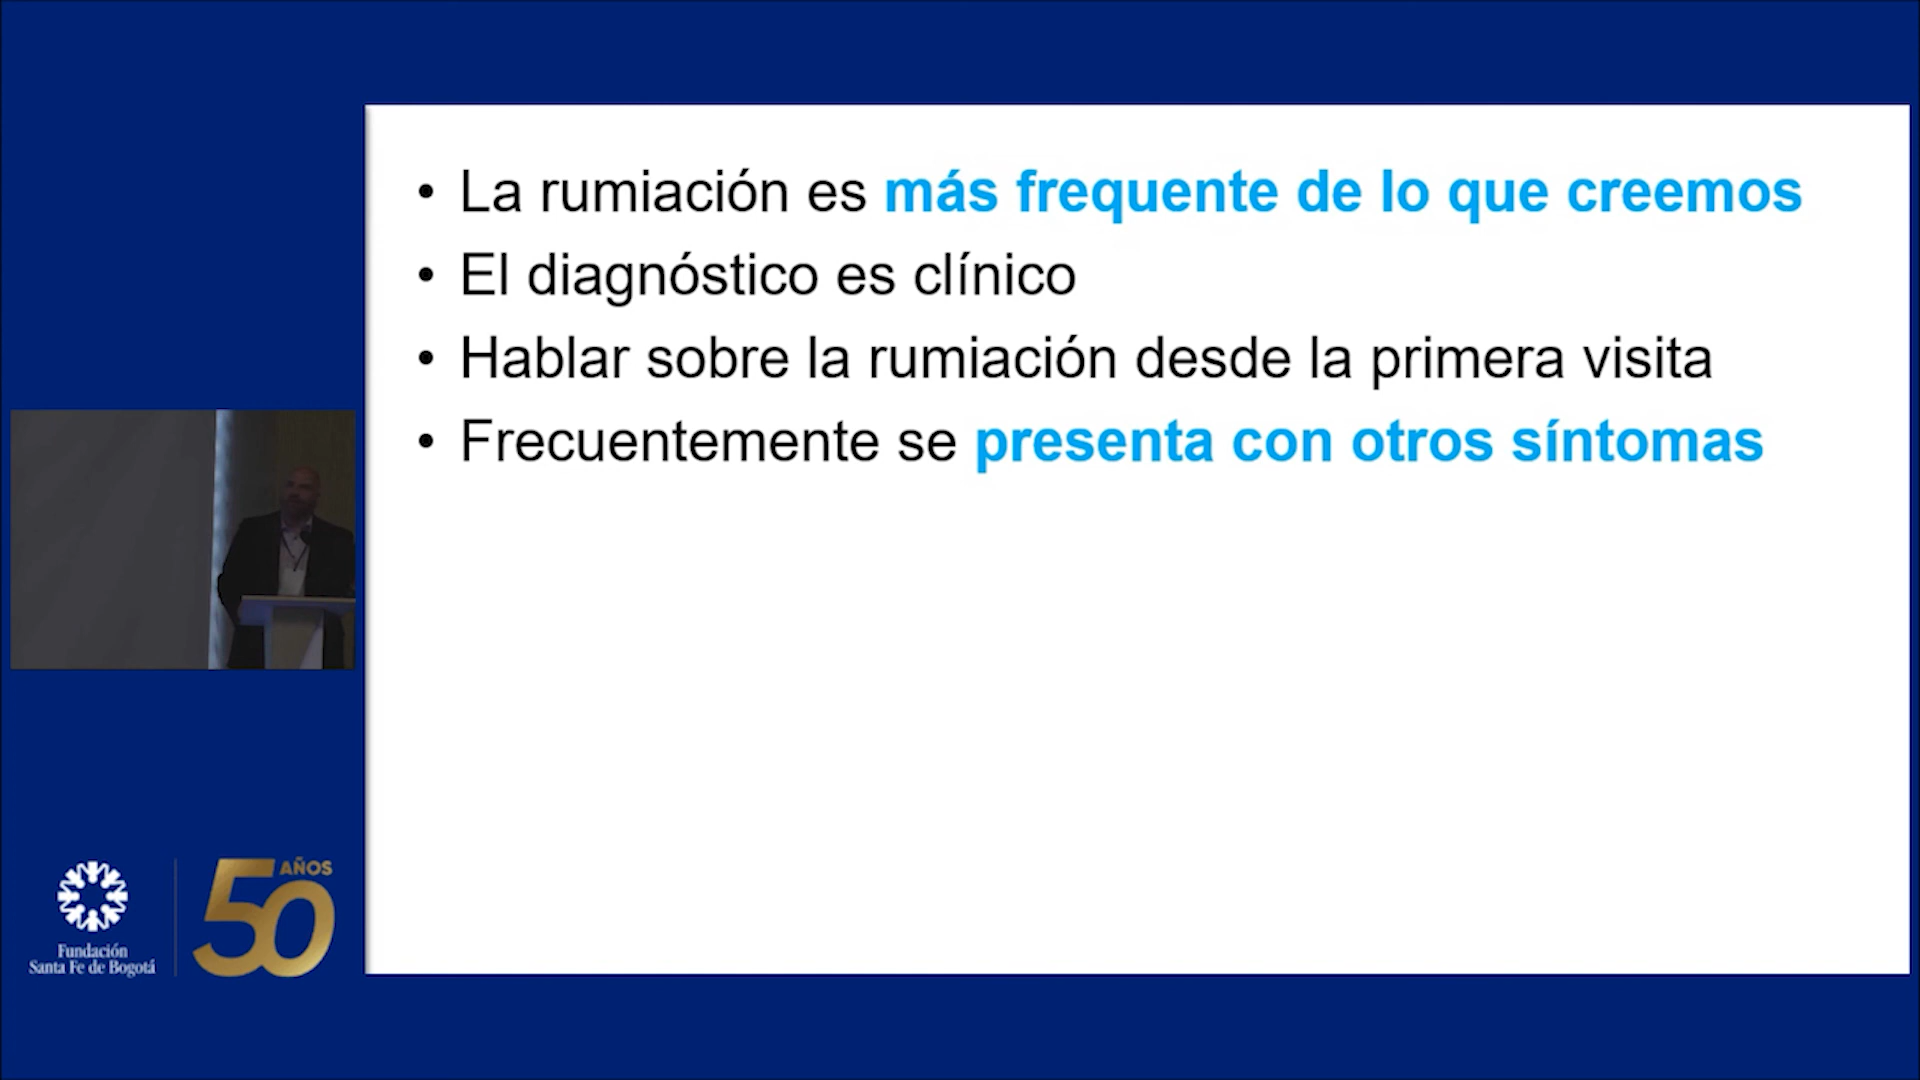 • La rumiación es más frequente de lo que creemos
• El diagnóstico es clínico
• Hablar sobre la rumiación desde la primera visita
• Frecuentemente se presenta con otros síntomas
Fundación
Santa Fe de Bogotá
50 AÑOS